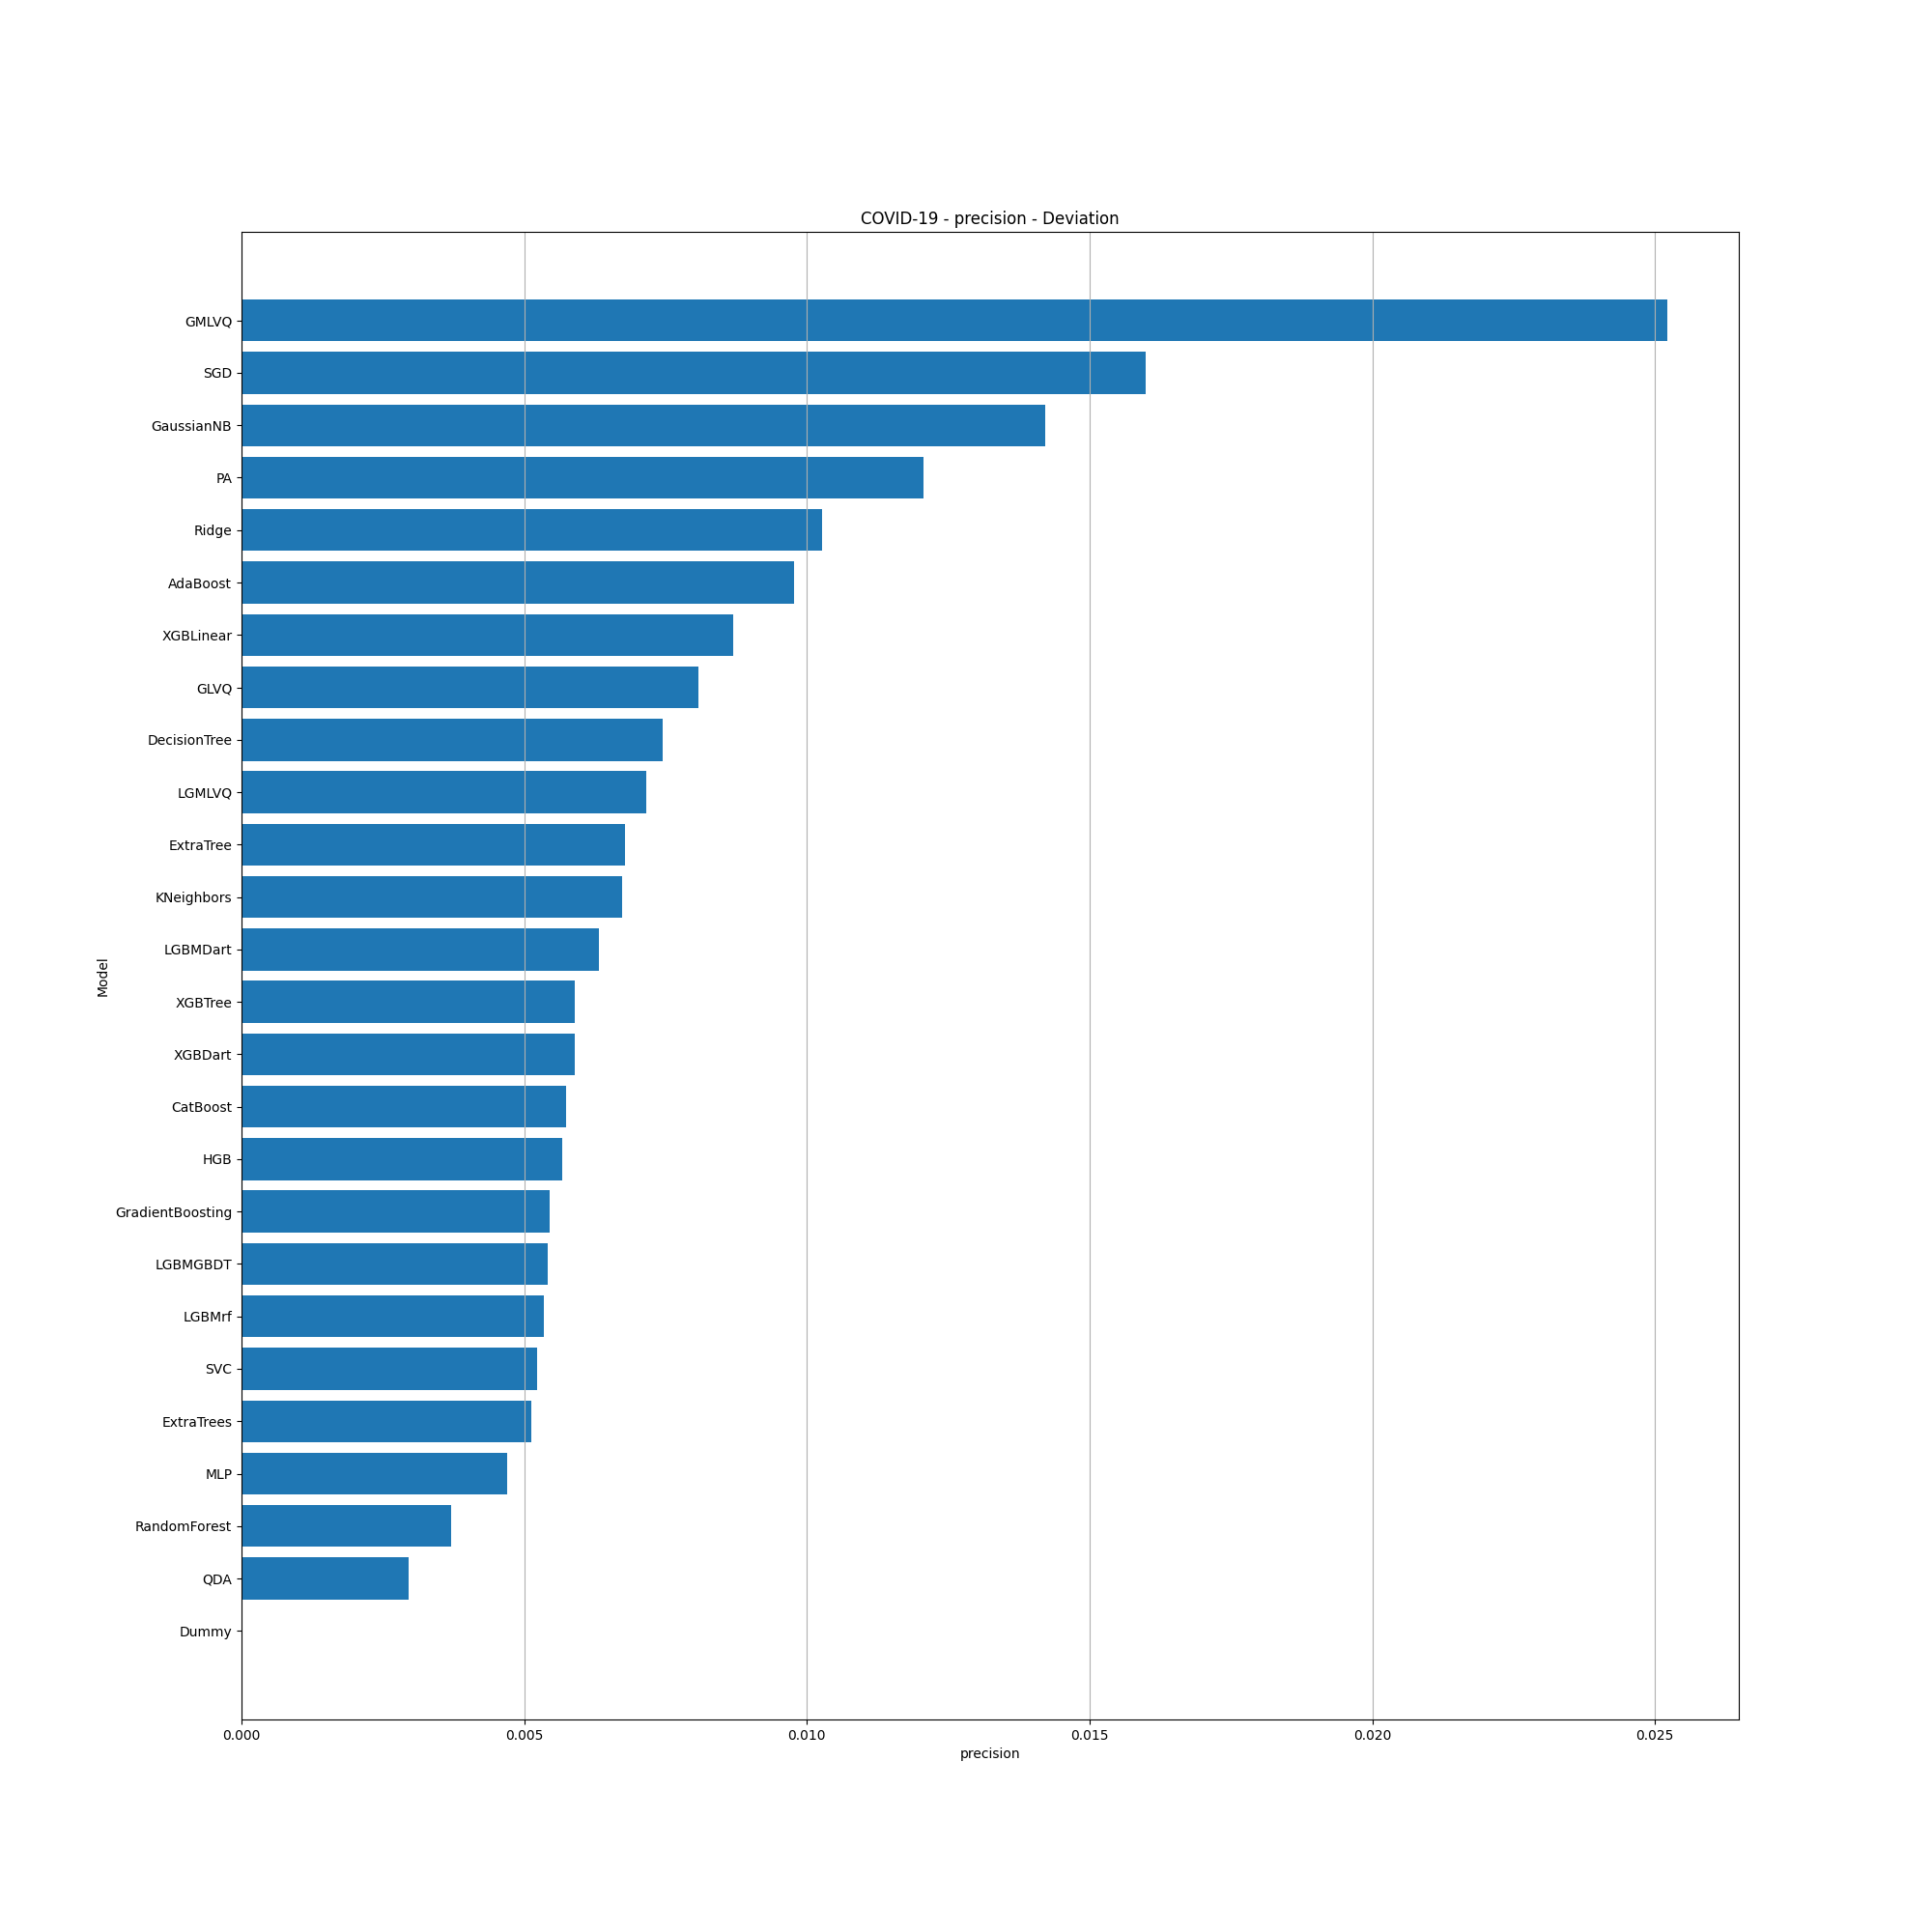 COVID-19 - precision - Deviation
GMLVQ
SGD
GaussianNB
PA
Ridge
AdaBoost
XGBLinear
GLVQ
DecisionTree
LGMLVQ
ExtraTree
KNeighbors
LGBMDart
XGBTree
XGBDart
CatBoost
HGB
GradientBoosting
LGBMGBDT
LGBMrf
SVC
ExtraTrees
MLP
RandomForest
QDA
Dummy
Model
0.000 0.005 0.010 0.015 0.020 0.025
precision